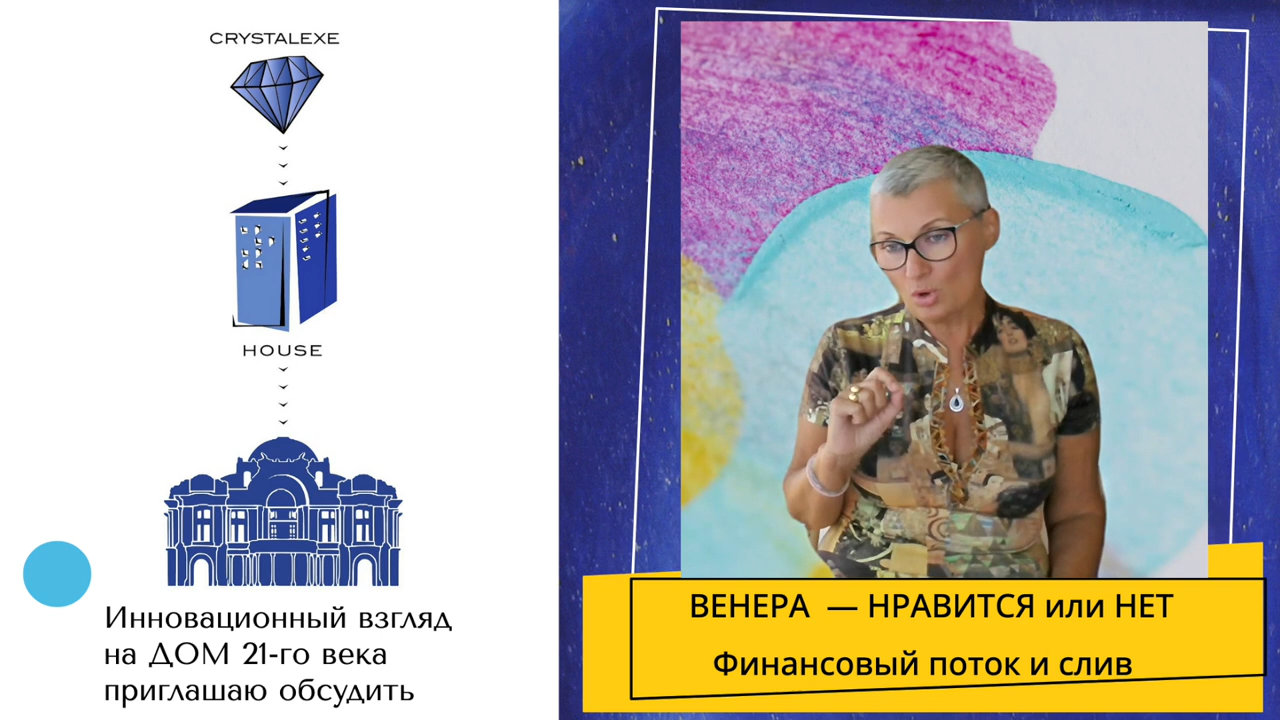 CRYSTALEXE
HOUSE
Инновационный взгляд
на ДОМ 21-го века
приглашаю обсудить
ВЕНЕРА — НРАВИТСЯ или НЕТ
Финансовый поток и слив